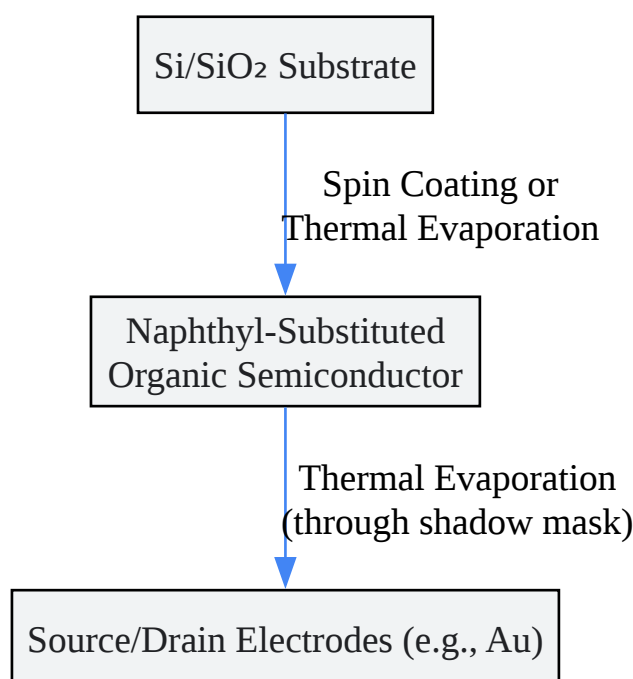 Si/SiO₂ Substrate
Spin Coating or
Thermal Evaporation
Naphthyl-Substituted
Organic Semiconductor
Thermal Evaporation
(through shadow mask)
Source/Drain Electrodes (e.g., Au)